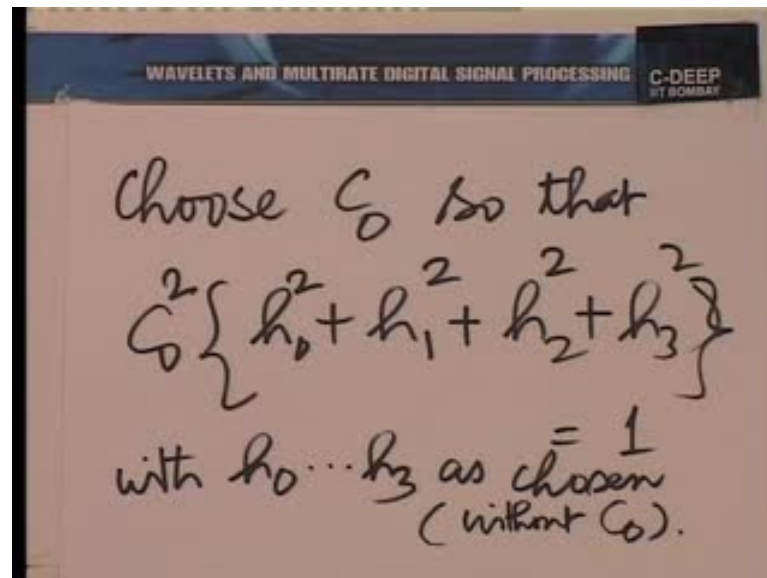 WAVELETS AND MULTIRATE DIGITAL SIGNAL PROCESSING
C-DEEP
IIT BOMBAY
Choose C₀ so that
C₀²{h₀² + h₁² + h₂² + h₃²}
= 1
with h₀...h₃ as chosen
(without C₀).